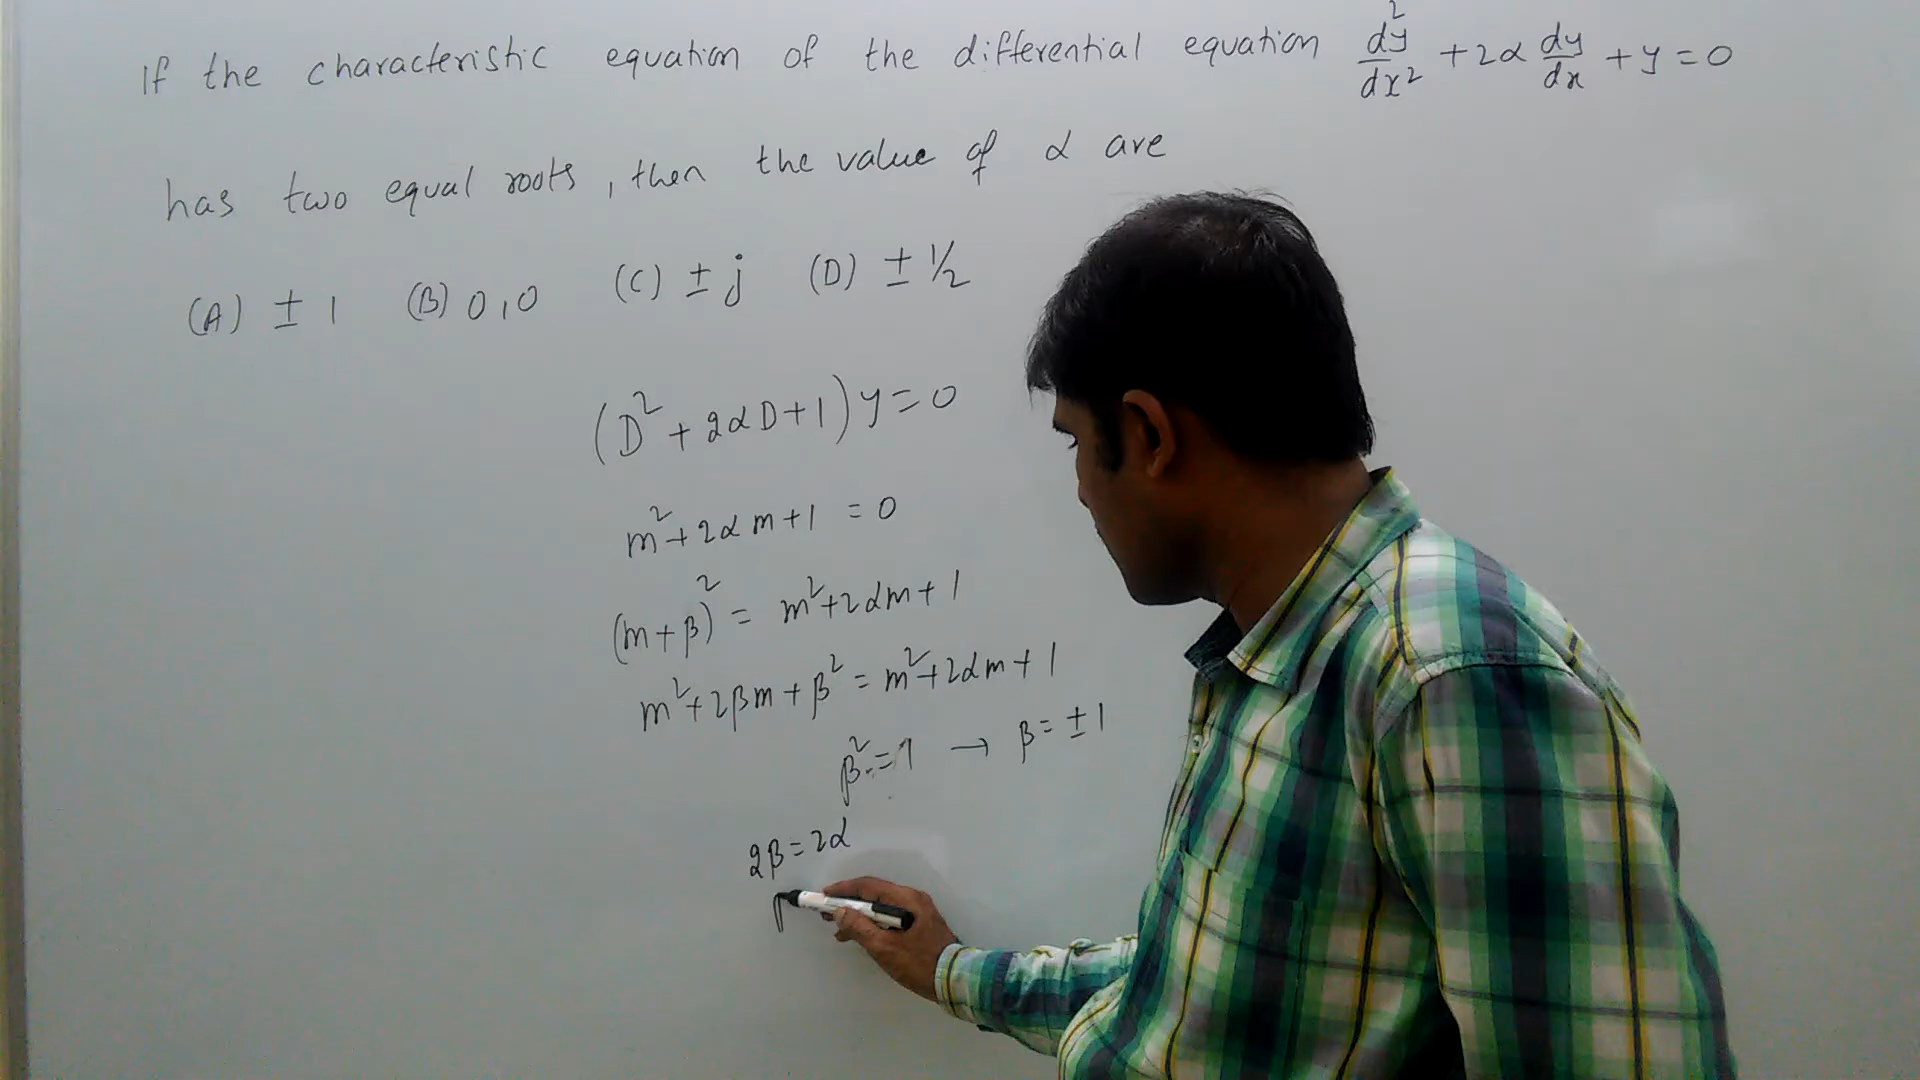 If the characteristic equation of the differential equation d²y/dx² + 2α dy/dx + y = 0
has two equal roots, then the value of α are
(A) ± 1 (B) 0,0 (C) ± j (D) ± 1/2
(D² + 2αD + 1) y = 0
m² + 2αm + 1 = 0
(m + β)² = m² + 2αm + 1
m² + 2βm + β² = m² + 2αm + 1
β² = 1 → β = ± 1
2β = 2α